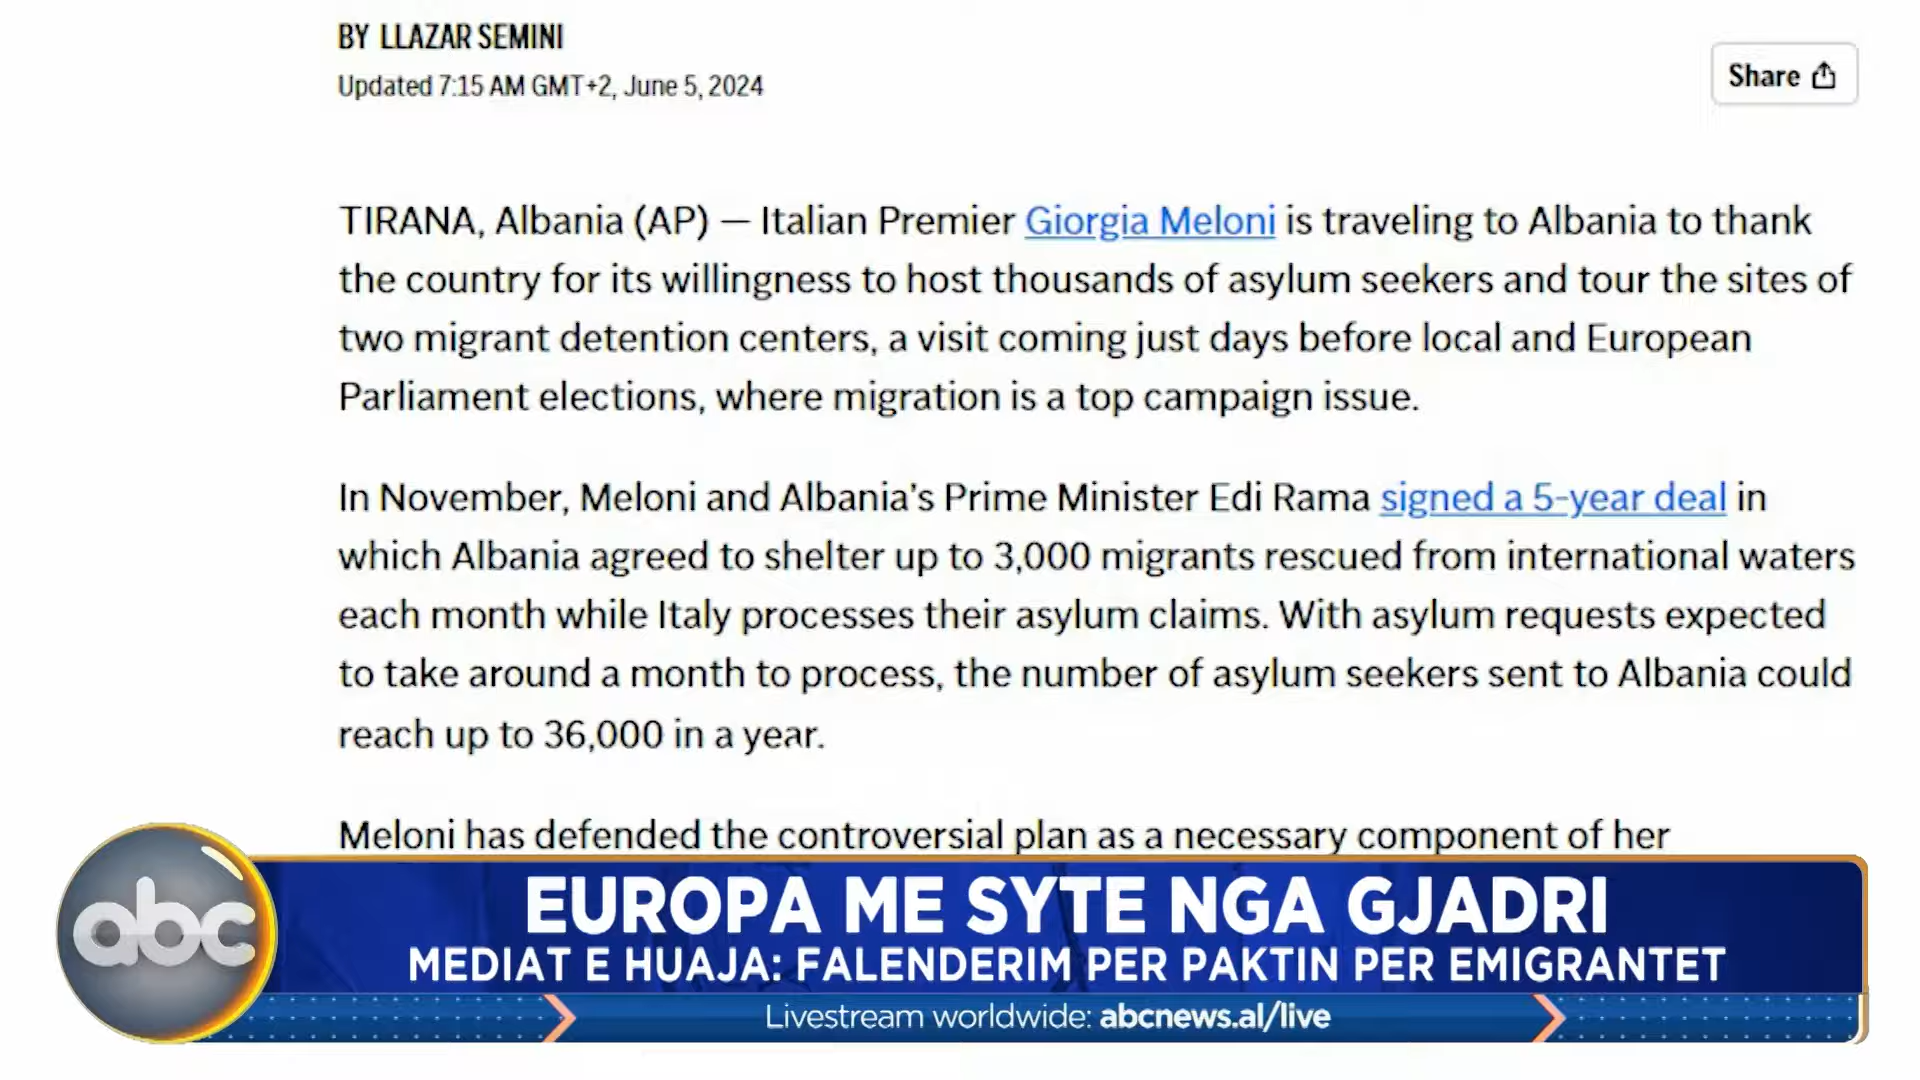 BY LLAZAR SEMINI
Updated 7:15 AM GMT+2, June 5, 2024
Share
TIRANA, Albania (AP) — Italian Premier Giorgia Meloni is traveling to Albania to thank
the country for its willingness to host thousands of asylum seekers and tour the sites of
two migrant detention centers, a visit coming just days before local and European
Parliament elections, where migration is a top campaign issue.
In November, Meloni and Albania’s Prime Minister Edi Rama signed a 5-year deal in
which Albania agreed to shelter up to 3,000 migrants rescued from international waters
each month while Italy processes their asylum claims. With asylum requests expected
to take around a month to process, the number of asylum seekers sent to Albania could
reach up to 36,000 in a year.
Meloni has defended the controversial plan as a necessary component of her
abc
EUROPA ME SYTE NGA GJADRI
MEDIAT E HUAJA: FALENDERIM PER PAKTIN PER EMIGRANTET
Livestream worldwide: abcnews.al/live